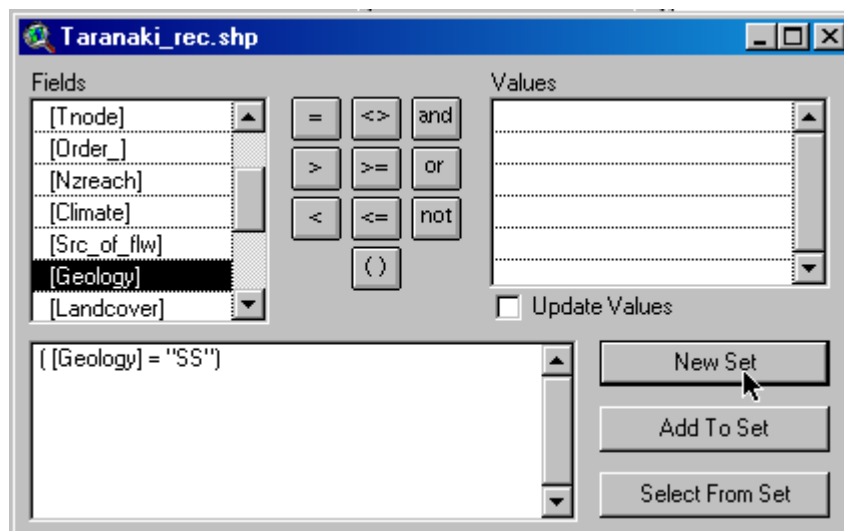 Taranaki_rec.shp
Fields
Values
[Tnode]
[Order_]
[Nzreach]
[Climate]
[Src_of_flw]
[Geology]
[Landcover]
= <> and
> >= or
< <= not
( )
Update Values
( [Geology] = "SS")
New Set
Add To Set
Select From Set